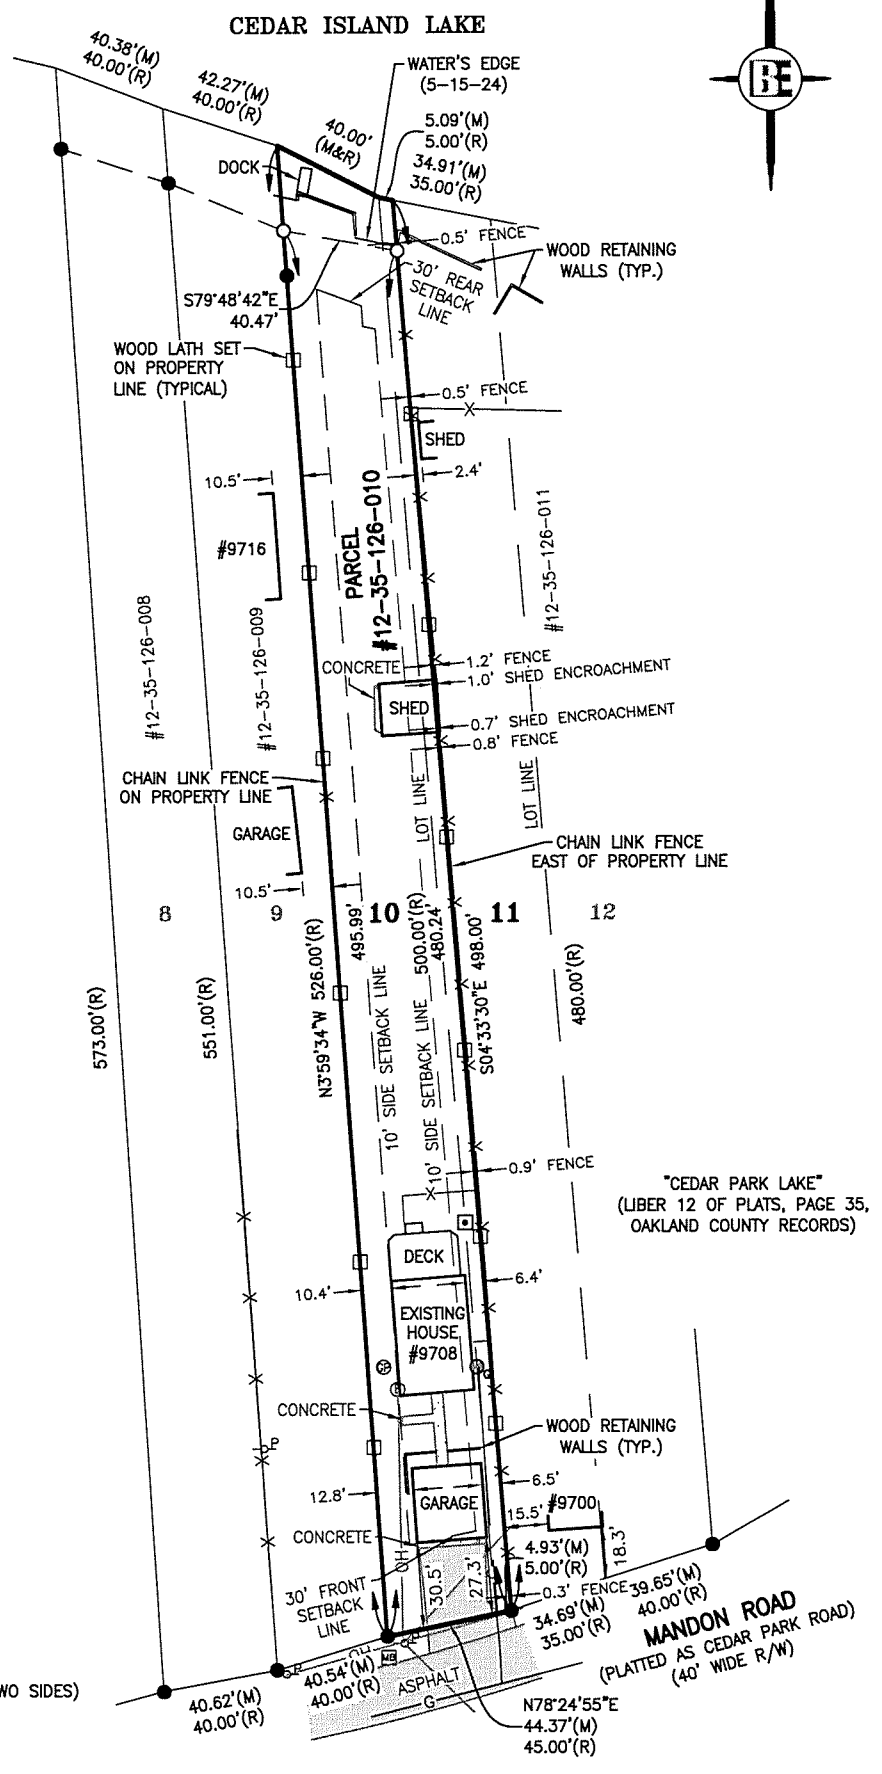 CEDAR ISLAND LAKE
BE
40.38'(M)
40.00'(R)
42.27'(M)
40.00'(R)
WATER'S EDGE
(5-15-24)
40.00'
(M&R)
5.09'(M)
5.00'(R)
34.91'(M)
35.00'(R)
DOCK
0.5' FENCE
WOOD RETAINING
WALLS (TYP.)
30' REAR
SETBACK
LINE
S79°48'42"E
40.47'
WOOD LATH SET
ON PROPERTY
LINE (TYPICAL)
0.5' FENCE
SHED
10.5'
2.4'
#9716
PARCEL
#12-35-126-010
#12-35-126-011
#12-35-126-008
#12-35-126-009
CONCRETE
1.2' FENCE
1.0' SHED ENCROACHMENT
SHED
0.7' SHED ENCROACHMENT
0.8' FENCE
CHAIN LINK FENCE
ON PROPERTY LINE
LOT LINE
LOT LINE
GARAGE
CHAIN LINK FENCE
EAST OF PROPERTY LINE
10.5'
8
9
10
11
12
573.00'(R)
551.00'(R)
N3°59'34"W 526.00'(R)
495.99'
10' SIDE SETBACK LINE
500.00'(R)
480.24'
10' SIDE SETBACK LINE
S04°33'30"E 498.00'
480.00'(R)
0.9' FENCE
"CEDAR PARK LAKE"
(LIBER 12 OF PLATS, PAGE 35,
OAKLAND COUNTY RECORDS)
DECK
10.4'
6.4'
EXISTING
HOUSE
#9708
CONCRETE
WOOD RETAINING
WALLS (TYP.)
P
12.8'
GARAGE
6.5'
15.5'
#9700
18.3'
CONCRETE
OH
4.93'(M)
5.00'(R)
30' FRONT
SETBACK
LINE
30.5'
27.3'
0.3' FENCE
34.69'(M)
35.00'(R)
39.65'(M)
40.00'(R)
MANDON ROAD
(PLATTED AS CEDAR PARK ROAD)
(40' WIDE R/W)
OH
P
MB
P
WO SIDES)
40.62'(M)
40.00'(R)
40.54'(M)
40.00'(R)
ASPHALT
G
N78°24'55"E
44.37'(M)
45.00'(R)